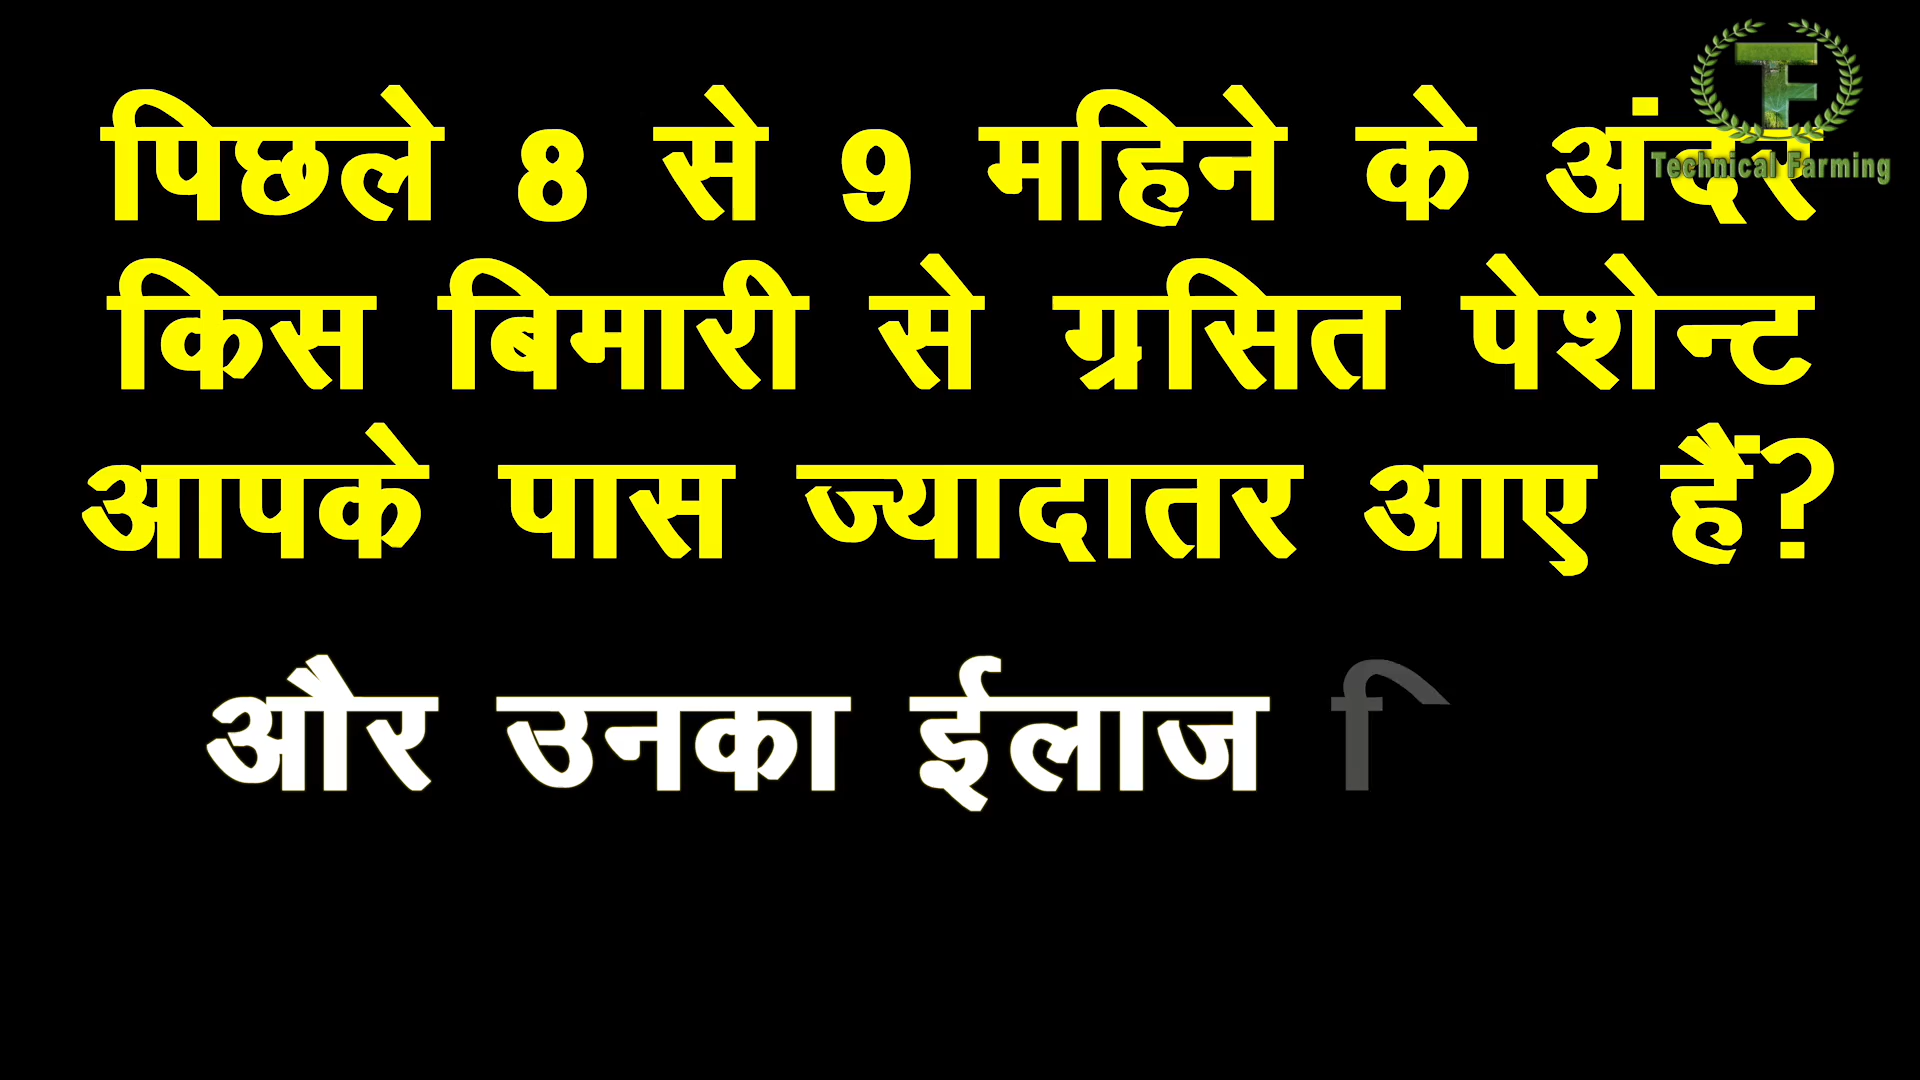 पिछले 8 से 9 महिने के अंदर
किस बिमारी से ग्रसित पेशेन्ट
आपके पास ज्यादातर आए हैं?
और उनका ईलाज
Technical Farming